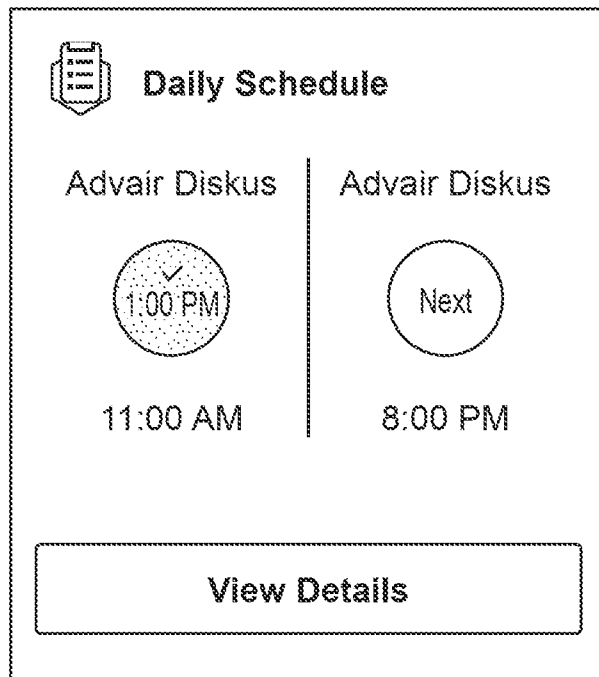 Daily Schedule
Advair Diskus
Advair Diskus
1:00 PM
Next
11:00 AM
8:00 PM
View Details